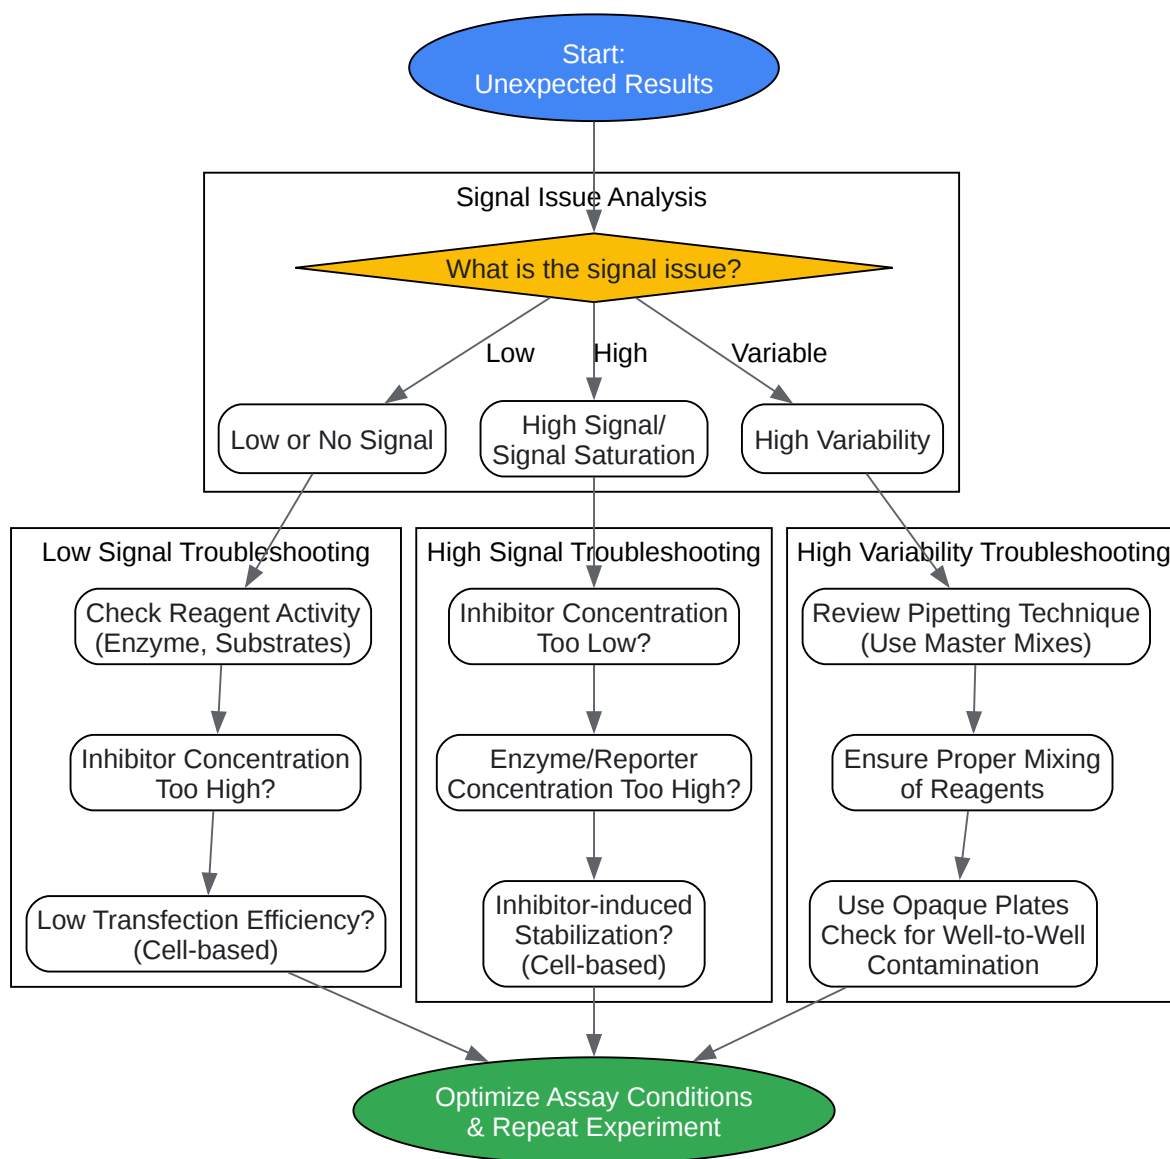 Start:
Unexpected Results
Signal Issue Analysis
What is the signal issue?
Low
High
Variable
Low or No Signal
High Signal/
Signal Saturation
High Variability
Low Signal Troubleshooting
Check Reagent Activity
(Enzyme, Substrates)
Inhibitor Concentration
Too High?
Low Transfection Efficiency?
(Cell-based)
High Signal Troubleshooting
Inhibitor Concentration
Too Low?
Enzyme/Reporter
Concentration Too High?
Inhibitor-induced
Stabilization?
(Cell-based)
High Variability Troubleshooting
Review Pipetting Technique
(Use Master Mixes)
Ensure Proper Mixing
of Reagents
Use Opaque Plates
Check for Well-to-Well
Contamination
Optimize Assay Conditions
& Repeat Experiment